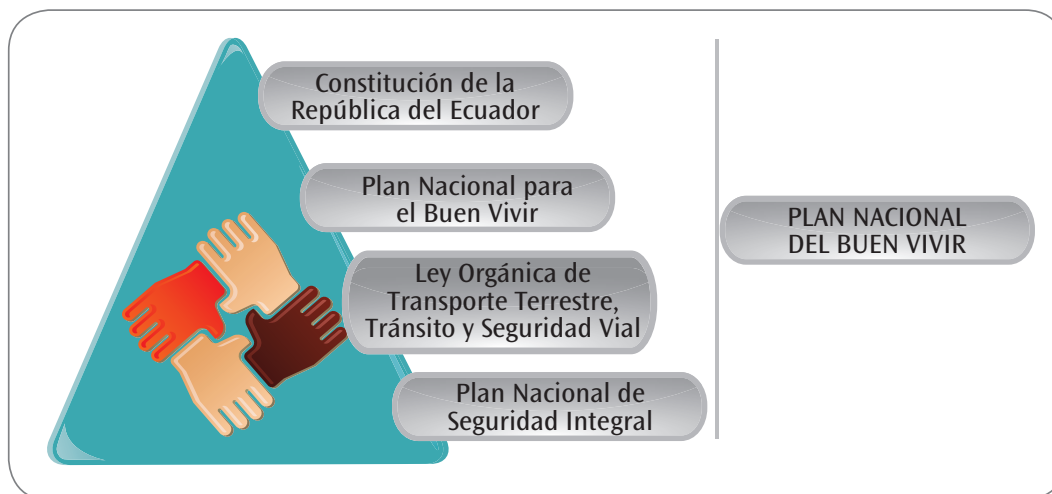 Constitución de la
República del Ecuador
Plan Nacional para
el Buen Vivir
Ley Orgánica de
Transporte Terrestre,
Tránsito y Seguridad Vial
Plan Nacional de
Seguridad Integral
PLAN NACIONAL
DEL BUEN VIVIR